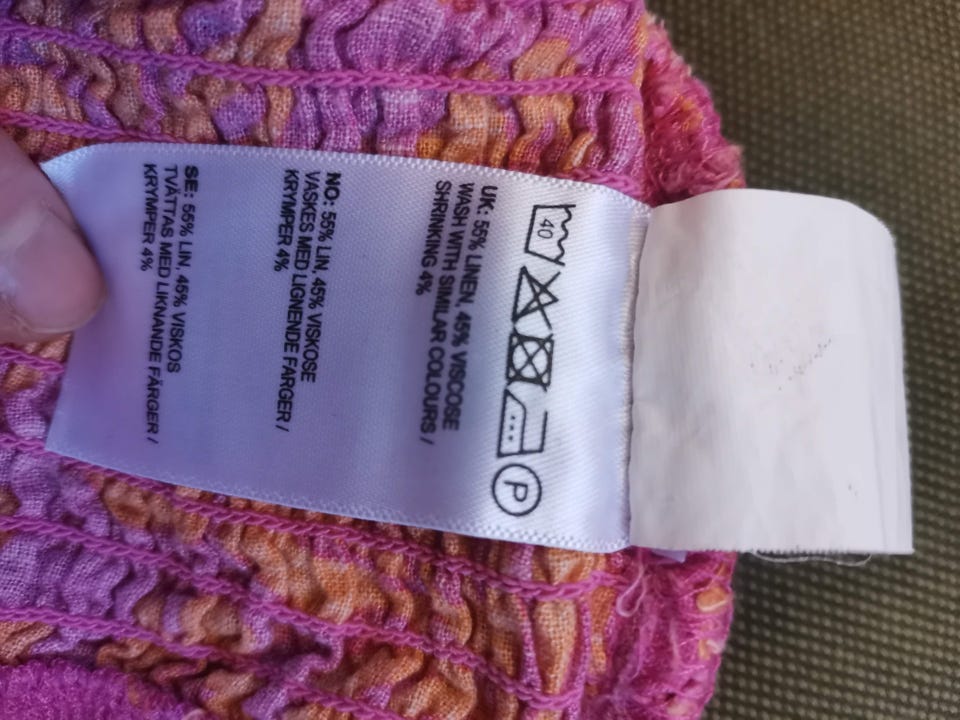 40
P
UK: 55% LINEN, 45% VISCOSE
WASH WITH SIMILAR COLOURS /
SHRINKING 4%
NO: 55% LIN, 45% VISKOSE
VASKES MED LIGNENDE FARGER /
KRYMPER 4%
SE: 55% LIN, 45% VISKOS
TVÄTTAS MED LIKNANDE FÄRGER /
KRYMPER 4%